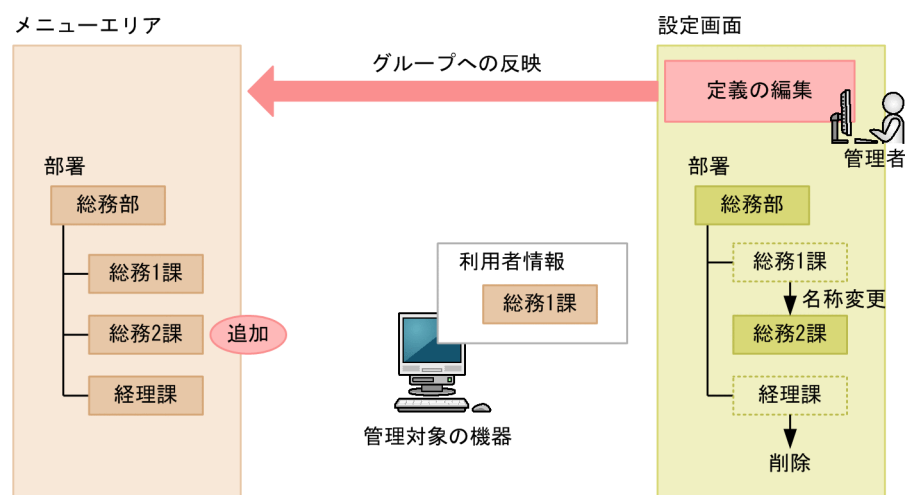 メニューエリア
設定画面
グループへの反映
定義の編集
管理者
部署
総務部
総務1課
総務2課
追加
経理課
利用者情報
総務1課
管理対象の機器
部署
総務部
総務1課
名称変更
総務2課
経理課
削除